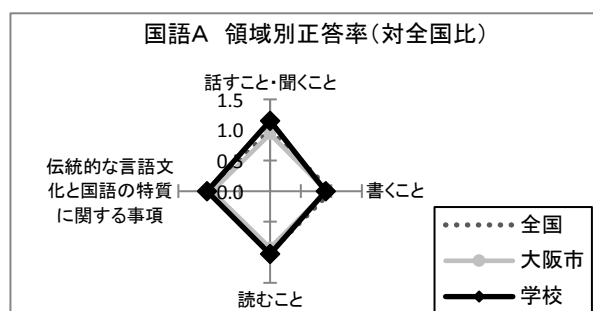 国語A 領域別正答率(対全国比)
話すこと・聞くこと
1.5
1.0
0.5
0.0
伝統的な言語文
化と国語の特質
に関する事項
書くこと
読むこと
全国
大阪市
学校